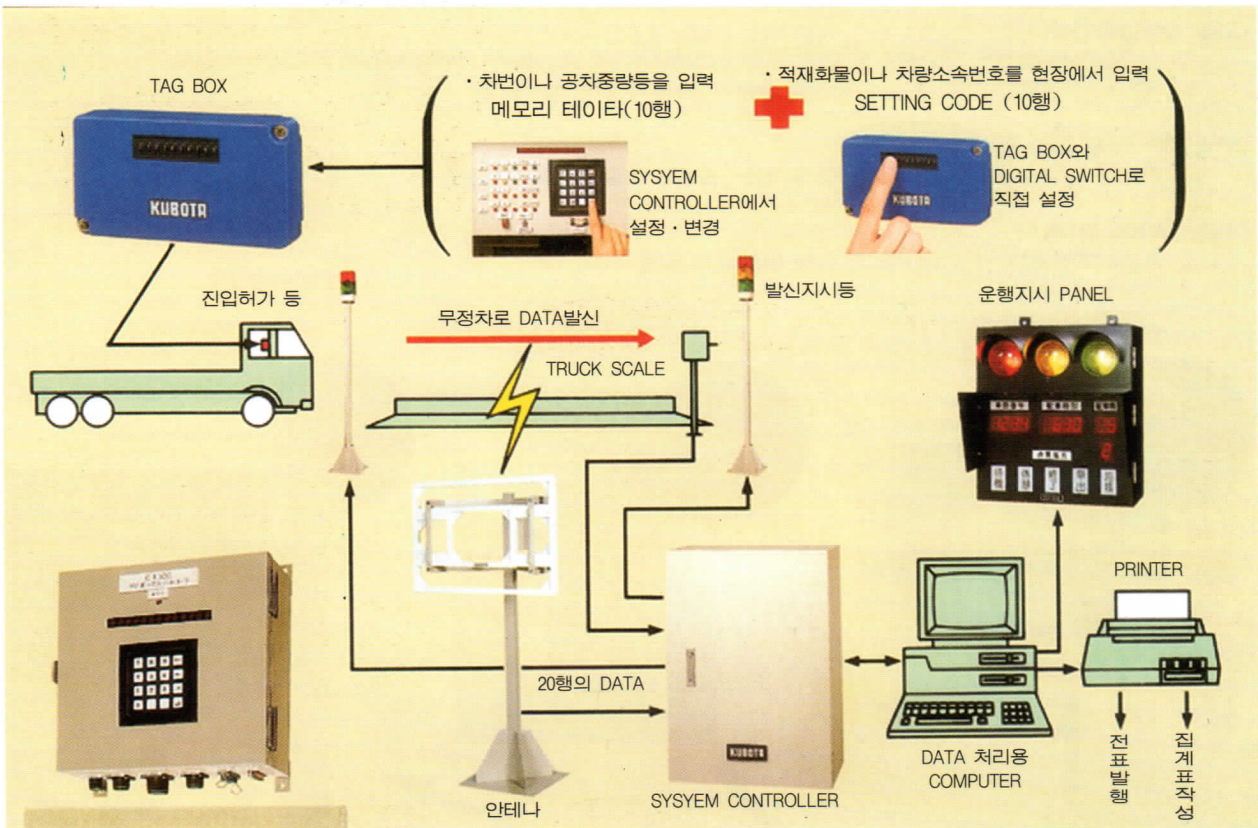 TAG BOX
KUBOTA
· 차번이나 공차중량등을 입력
메모리 테이타(10행)
SYSYEM
CONTROLLER에서
설정 · 변경
· 적재화물이나 차량소속번호를 현장에서 입력
SETTING CODE (10행)
KUBOTA
TAG BOX와
DIGITAL SWITCH로
직접 설정
진입허가 등
무정차로 DATA발신
TRUCK SCALE
발신지시등
운행지시 PANEL
20행의 DATA
안테나
KUBOTA
SYSYEM CONTROLLER
DATA 처리용
COMPUTER
PRINTER
전표발행
집계표작성